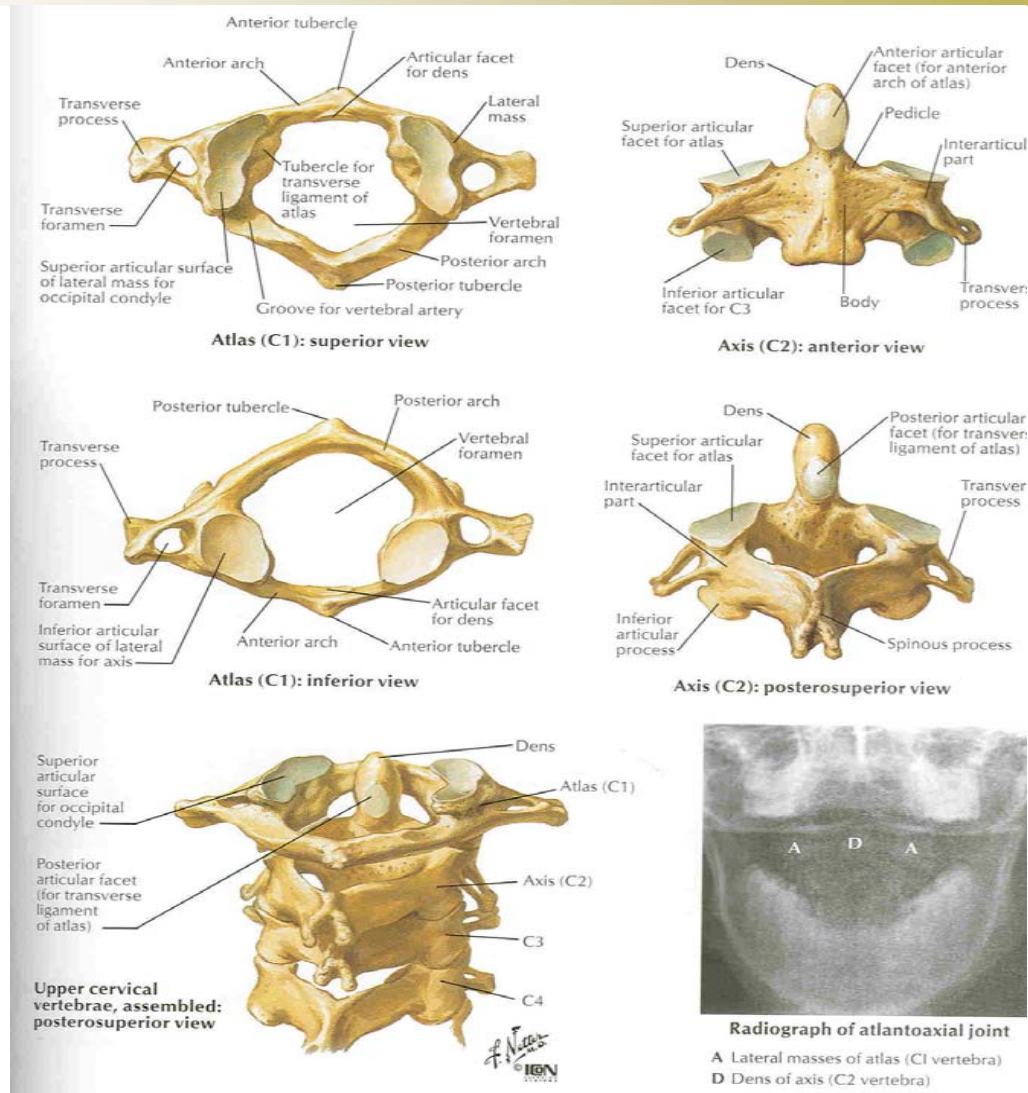 Anterior tubercle
Anterior arch
Articular facet
for dens
Transverse
process
Lateral
mass
Tubercle for
transverse
ligament of
atlas
Transverse
foramen
Vertebral
foramen
Superior articular surface
of lateral mass for
occipital condyle
Posterior arch
Posterior tubercle
Groove for vertebral artery
Atlas (C1): superior view
Dens
Anterior articular
facet (for anterior
arch of atlas)
Superior articular
facet for atlas
Pedicle
Interarticul
part
Inferior articular
facet for C3
Body
Transvers
process
Axis (C2): anterior view
Posterior tubercle
Posterior arch
Transverse
process
Vertebral
foramen
Transverse
foramen
Inferior articular
surface of lateral
mass for axis
Anterior arch
Articular facet
for dens
Anterior tubercle
Atlas (C1): inferior view
Dens
Posterior articular
facet (for transvers
ligament of atlas)
Superior articular
facet for atlas
Interarticular
part
Transver
process
Inferior
articular
process
Spinous process
Axis (C2): posterosuperior view
Superior
articular
surface
for occipital
condyle
Dens
Atlas (C1)
Posterior
articular facet
(for transverse
ligament
of atlas)
Axis (C2)
C3
C4
Upper cervical
vertebrae, assembled:
posterosuperior view
F. Netter
M.D.
© ICON
A D A
Radiograph of atlantoaxial joint
A Lateral masses of atlas (CI vertebra)
D Dens of axis (C2 vertebra)